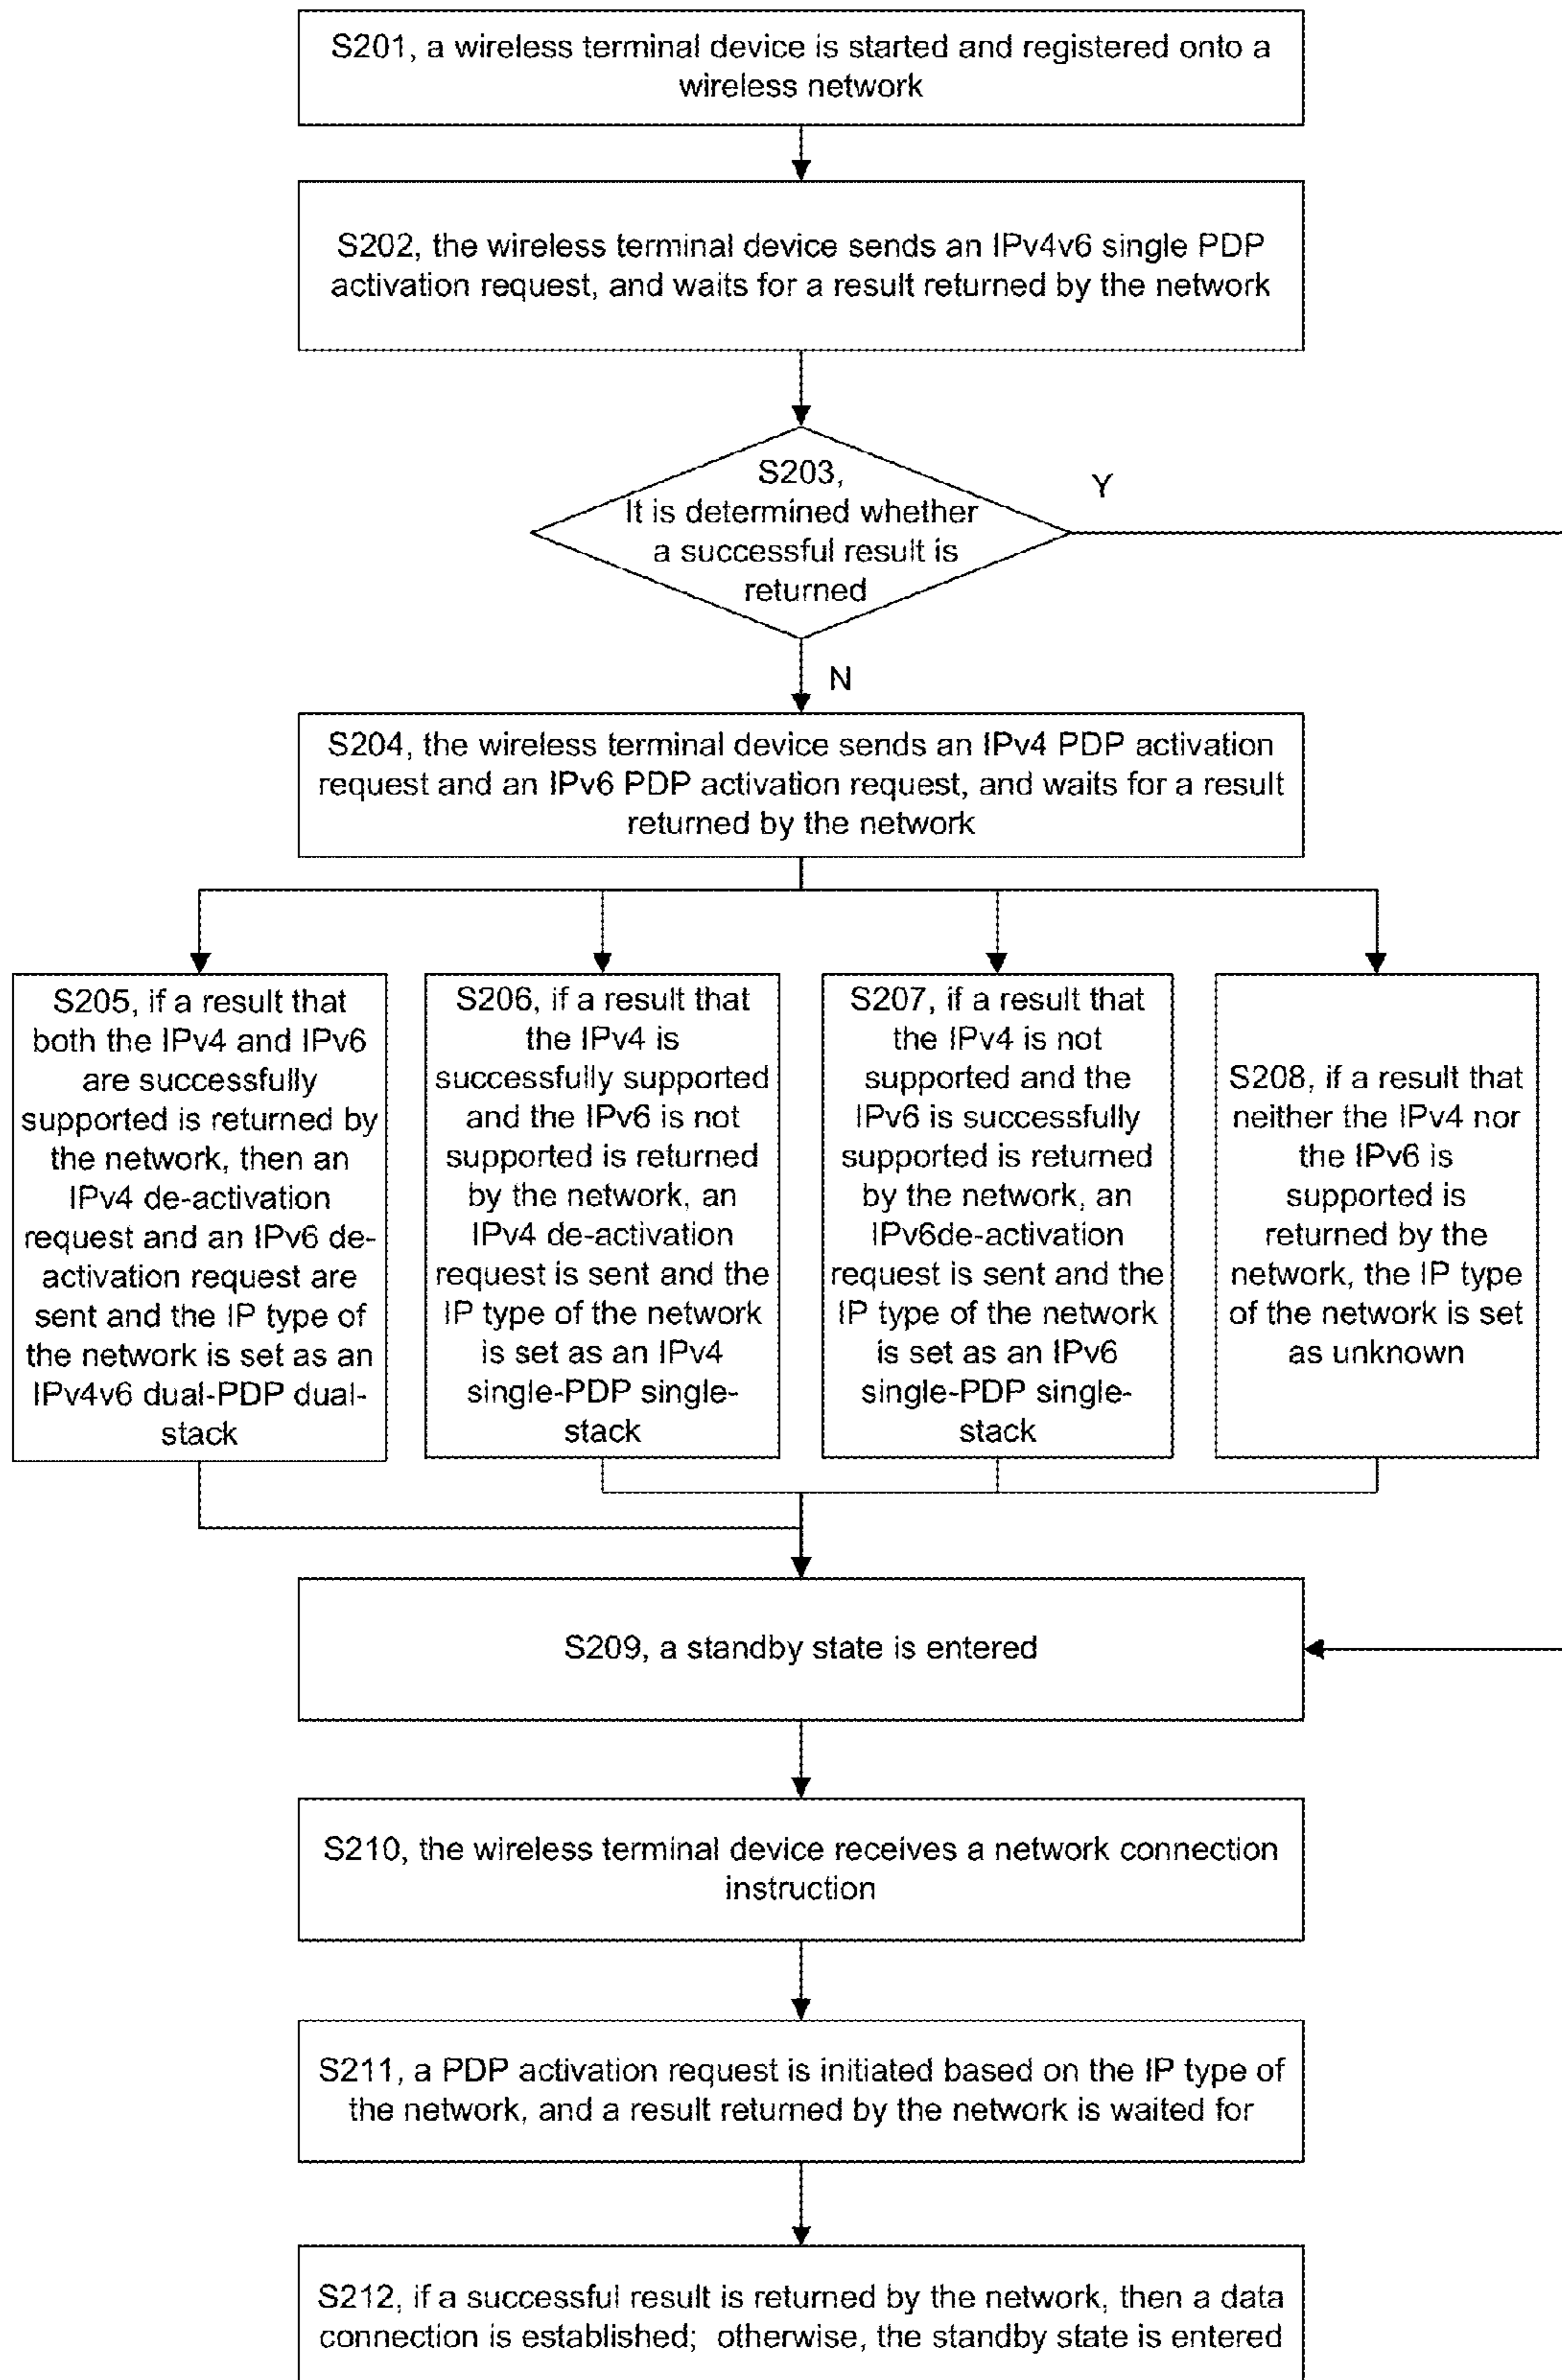 S201, a wireless terminal device is started and registered onto a
wireless network
S202, the wireless terminal device sends an IPv4v6 single PDP
activation request, and waits for a result returned by the network
S203,
It is determined whether
a successful result is
returned
Y
N
S204, the wireless terminal device sends an IPv4 PDP activation
request and an IPv6 PDP activation request, and waits for a result
returned by the network
S205, if a result that
both the IPv4 and IPv6
are successfully
supported is returned by
the network, then an
IPv4 de-activation
request and an IPv6 de-
activation request are
sent and the IP type of
the network is set as an
IPv4v6 dual-PDP dual-
stack
S206, if a result that
the IPv4 is
successfully supported
and the IPv6 is not
supported is returned
by the network, an
IPv4 de-activation
request is sent and the
IP type of the network
is set as an IPv4
single-PDP single-
stack
S207, if a result that
the IPv4 is not
supported and the
IPv6 is successfully
supported is returned
by the network, an
IPv6de-activation
request is sent and the
IP type of the network
is set as an IPv6
single-PDP single-
stack
S208, if a result that
neither the IPv4 nor
the IPv6 is
supported is
returned by the
network, the IP type
of the network is set
as unknown
S209, a standby state is entered
S210, the wireless terminal device receives a network connection
instruction
S211, a PDP activation request is initiated based on the IP type of
the network, and a result returned by the network is waited for
S212, if a successful result is returned by the network, then a data
connection is established; otherwise, the standby state is entered